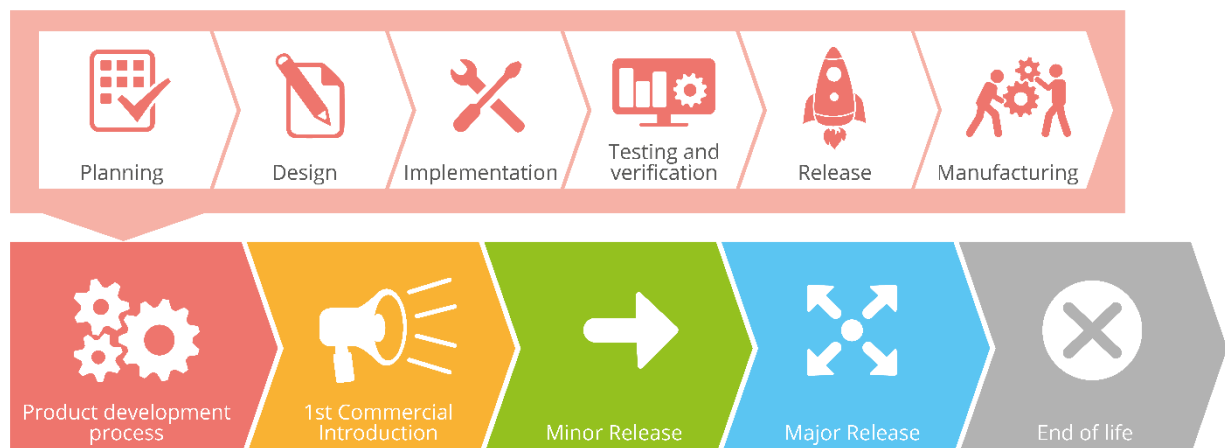 Planning
Design
Implementation
Testing and
verification
Release
Manufacturing
Product development
process
1st Commercial
Introduction
Minor Release
Major Release
End of life